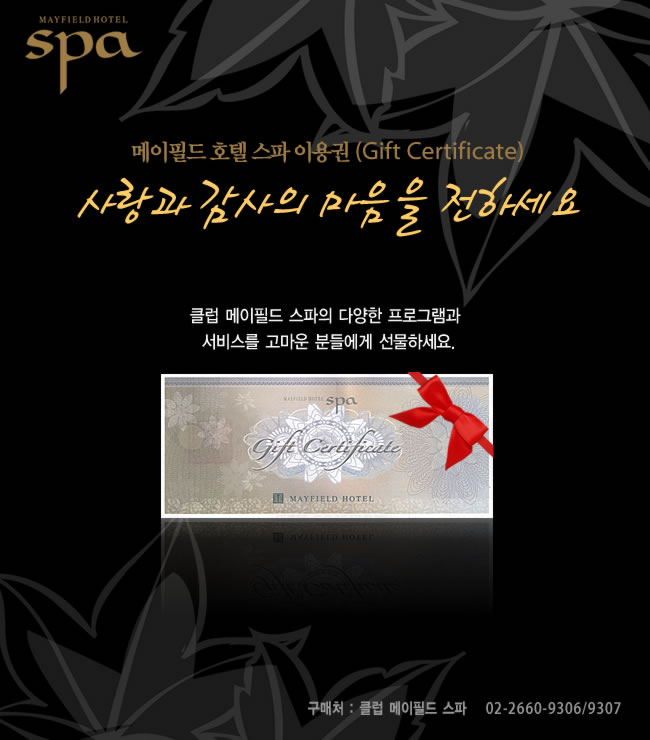 MAYFIELD HOTEL
spa
메이필드 호텔 스파 이용권 (Gift Certificate)
사랑과 감사의 마음을 전하세요
클럽 메이필드 스파의 다양한 프로그램과
서비스를 고마운 분들에게 선물하세요.
MAYFIELD HOTEL spa
Gift Certificate
MAYFIELD HOTEL
구매처 : 클럽 메이필드 스파 02-2660-9306/9307